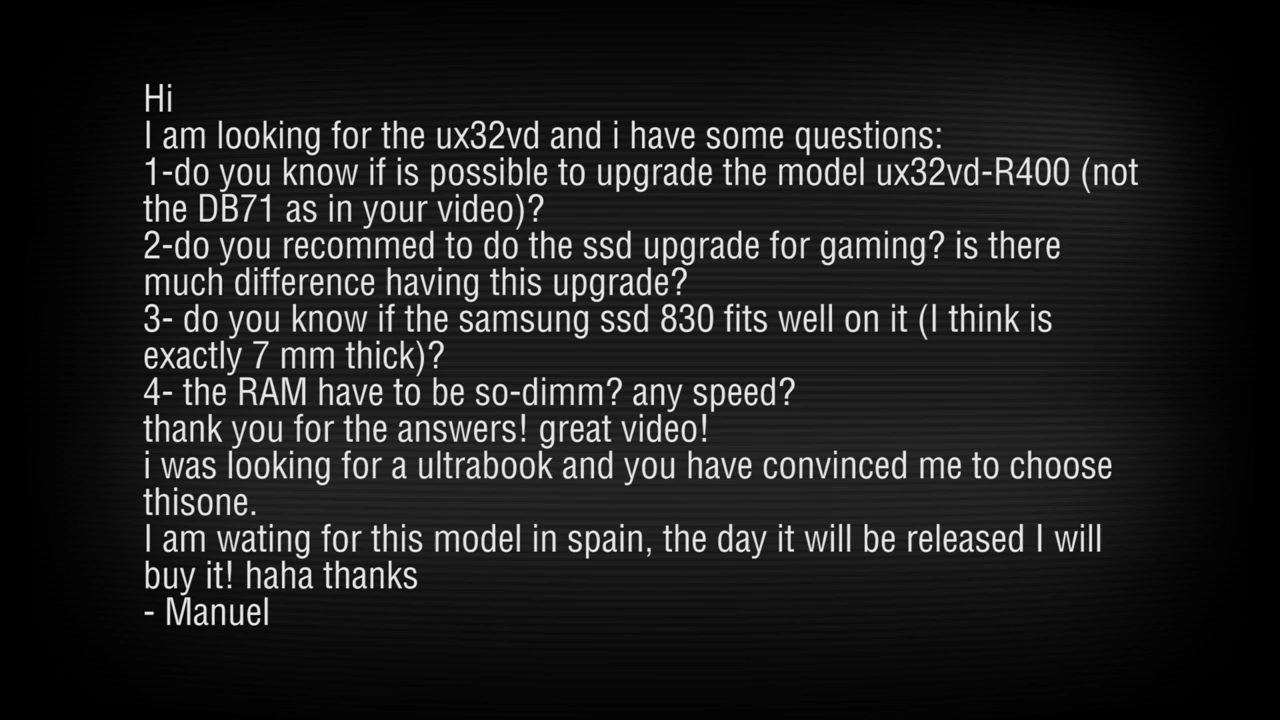 Hi
I am looking for the ux32vd and i have some questions:
1-do you know if is possible to upgrade the model ux32vd-R400 (not
the DB71 as in your video)?
2-do you recommed to do the ssd upgrade for gaming? is there
much difference having this upgrade?
3- do you know if the samsung ssd 830 fits well on it (I think is
exactly 7 mm thick)?
4- the RAM have to be so-dimm? any speed?
thank you for the answers! great video!
i was looking for a ultrabook and you have convinced me to choose
thisone.
I am wating for this model in spain, the day it will be released I will
buy it! haha thanks
- Manuel